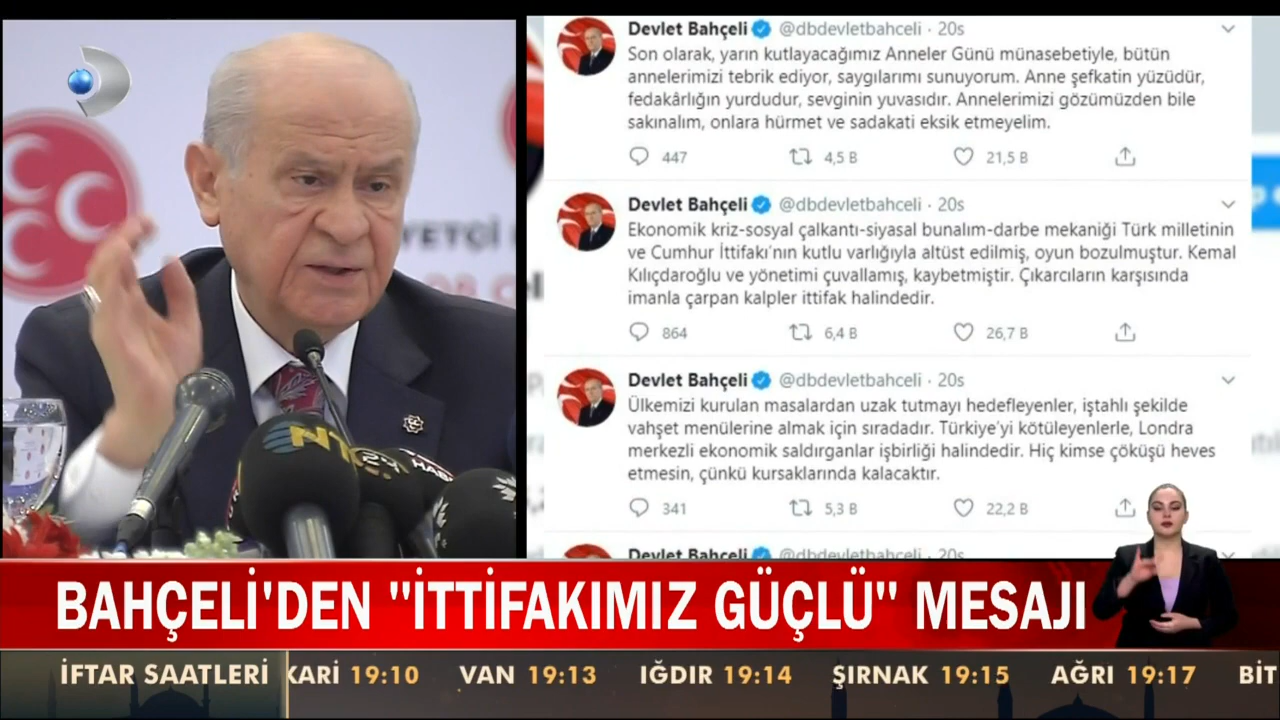 YETÇİ
NTV
24
HABE
Devlet Bahçeli @dbdevletbahceli · 20s
Son olarak, yarın kutlayacağımız Anneler Günü münasebetiyle, bütün
annelerimizi tebrik ediyor, saygılarımı sunuyorum. Anne şefkatin yüzüdür,
fedakârlığın yurdudur, sevginin yuvasıdır. Annelerimizi gözümüzden bile
sakınalım, onlara hürmet ve sadakati eksik etmeyelim.
447 4,5 B 21,5 B
Devlet Bahçeli @dbdevletbahceli · 20s
Ekonomik kriz-sosyal çalkantı-siyasal bunalım-darbe mekaniği Türk milletinin
ve Cumhur İttifakı'nın kutlu varlığıyla altüst edilmiş, oyun bozulmuştur. Kemal
Kılıçdaroğlu ve yönetimi çuvallamış, kaybetmiştir. Çıkarcıların karşısında
imanla çarpan kalpler ittifak halindedir.
864 6,4 B 26,7 B
Devlet Bahçeli @dbdevletbahceli · 20s
Ülkemizi kurulan masalardan uzak tutmayı hedefleyenler, iştahlı şekilde
vahşet menülerine almak için sıradadır. Türkiye'yi kötüleyenlerle, Londra
merkezli ekonomik saldırganlar işbirliği halindedir. Hiç kimse çöküşü heves
etmesin, çünkü kursaklarında kalacaktır.
341 5,3 B 22,2 B
Devlet Bahçeli @dbdevletbahceli · 20s
BAHÇELİ'DEN "İTTİFAKIMIZ GÜÇLÜ" MESAJI
İFTAR SAATLERİ KARİ 19:10 VAN 19:13 IĞDIR 19:14 ŞIRNAK 19:15 AĞRI 19:17 BİT